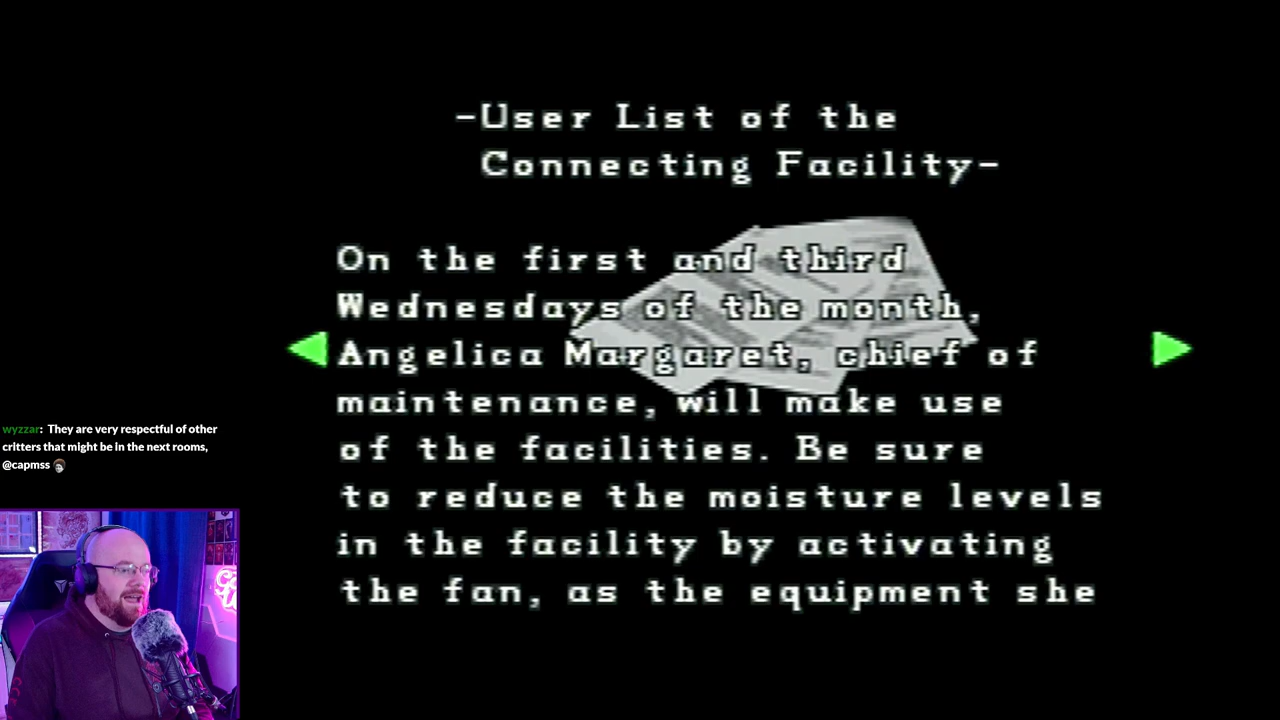 -User List of the
Connecting Facility-
On the first and third
Wednesdays of the month,
Angelica Margaret, chief of
maintenance, will make use
of the facilities. Be sure
to reduce the moisture levels
in the facility by activating
the fan, as the equipment she
wyzzar: They are very respectful of other
critters that might be in the next rooms,
@capmss